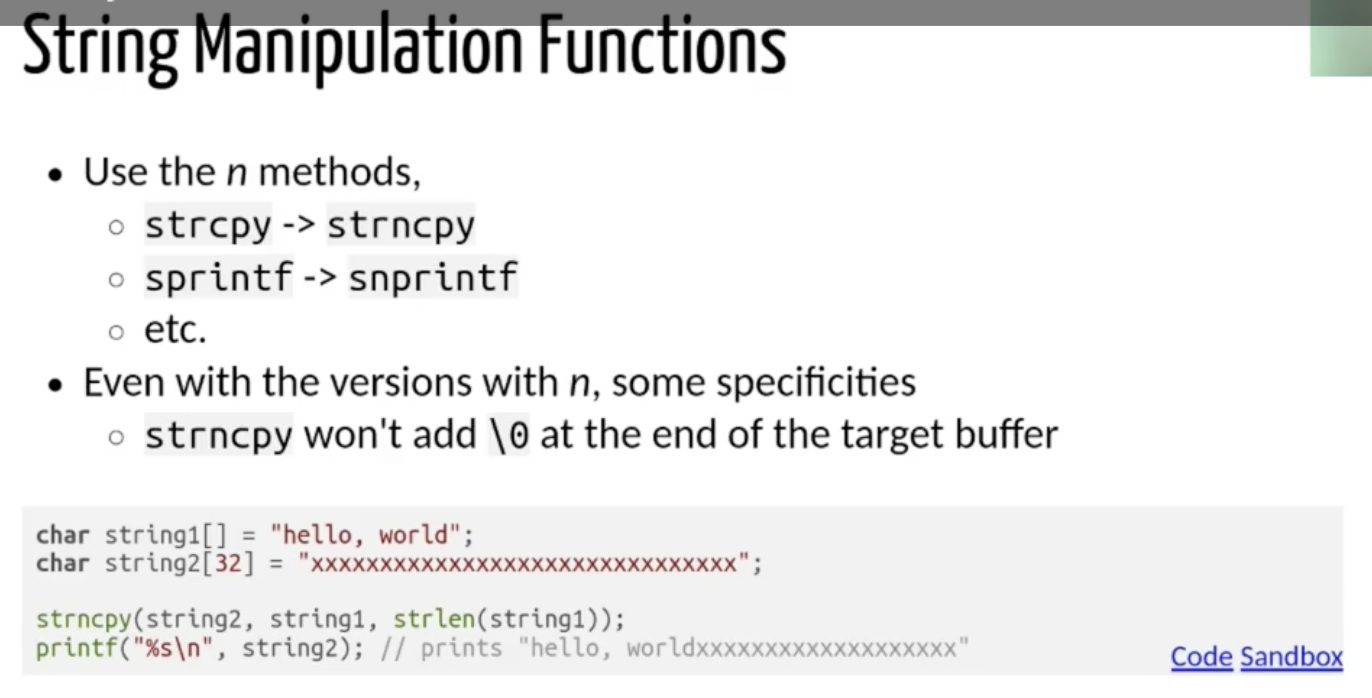 String Manipulation Functions
• Use the n methods,
○ strcpy -> strncpy
○ sprintf -> snprintf
○ etc.
• Even with the versions with n, some specificities
○ strncpy won't add \0 at the end of the target buffer
char string1[] = "hello, world";
char string2[32] = "xxxxxxxxxxxxxxxxxxxxxxxxxxxxxxx";
strncpy(string2, string1, strlen(string1));
printf("%s\n", string2); // prints "hello, worldxxxxxxxxxxxxxxxxxxx"
Code Sandbox